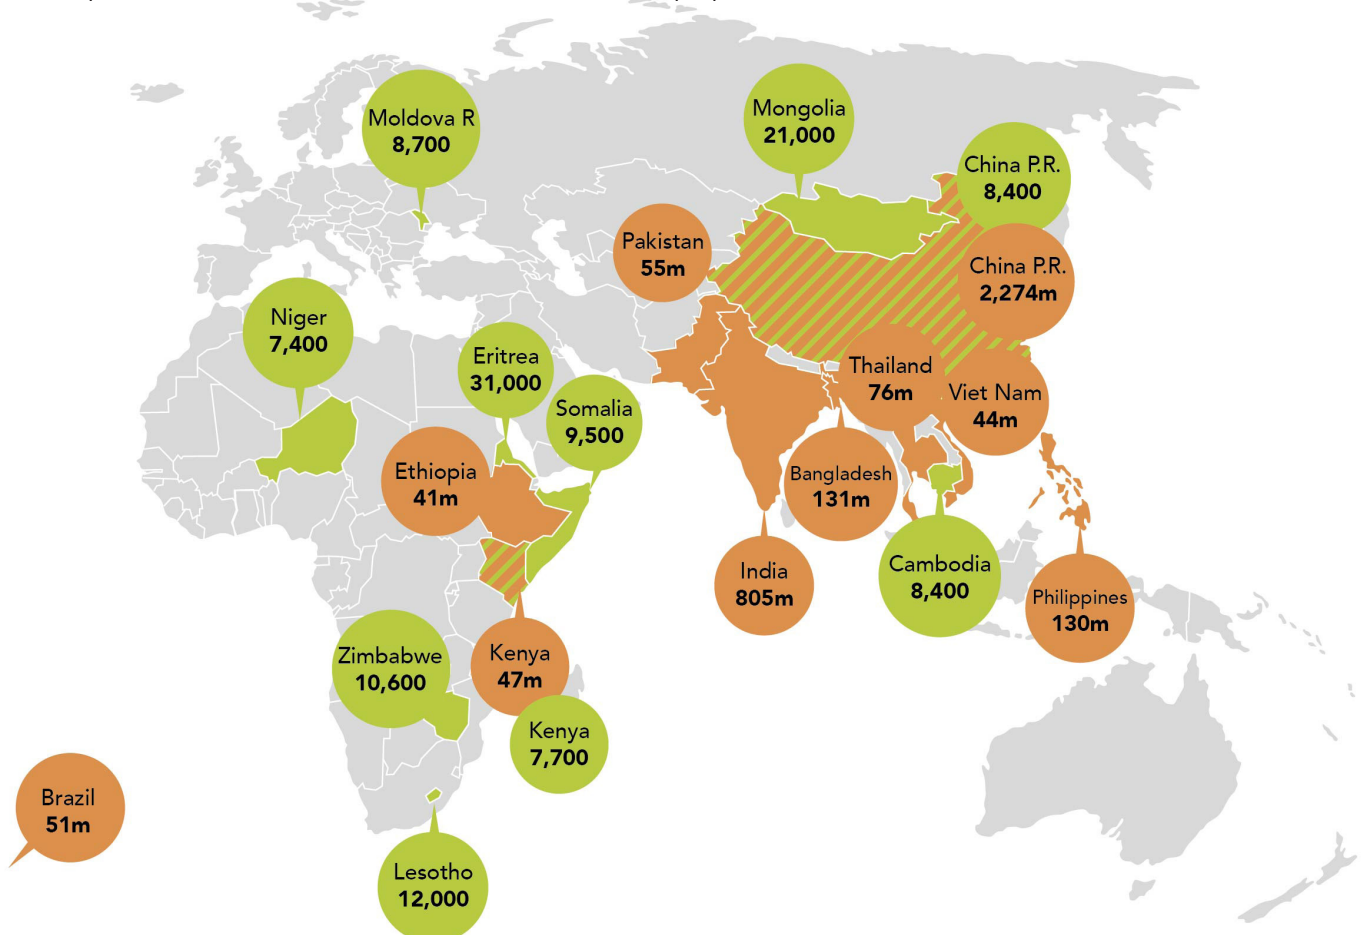 Moldova R
8,700
Mongolia
21,000
China P.R.
8,400
Pakistan
55m
China P.R.
2,274m
Niger
7,400
Eritrea
31,000
Thailand
76m
Viet Nam
44m
Somalia
9,500
Ethiopia
41m
Bangladesh
131m
India
805m
Cambodia
8,400
Philippines
130m
Zimbabwe
10,600
Kenya
47m
Kenya
7,700
Brazil
51m
Lesotho
12,000